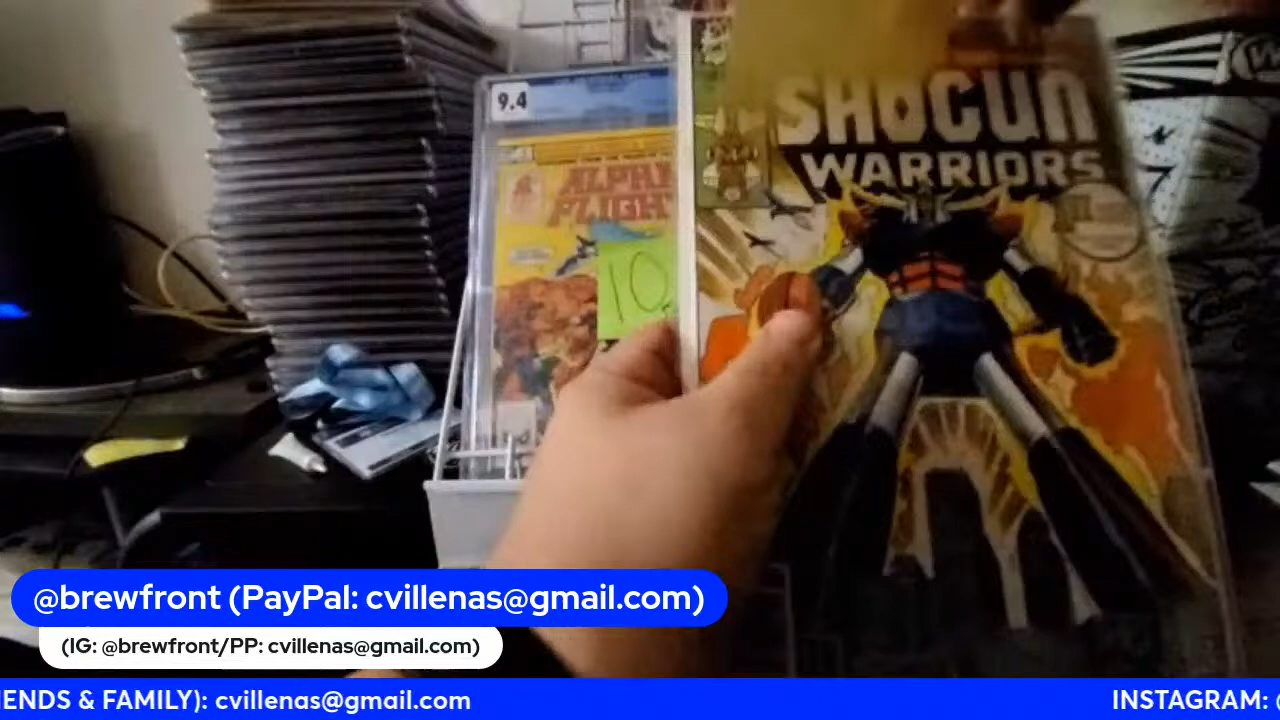 9.4
ALPHA
FLIGHT
10
SHOGUN
WARRIORS
@brewfront (PayPal: cvillenas@gmail.com)
(IG: @brewfront/PP: cvillenas@gmail.com)
IENDS & FAMILY): cvillenas@gmail.com
INSTAGRAM: